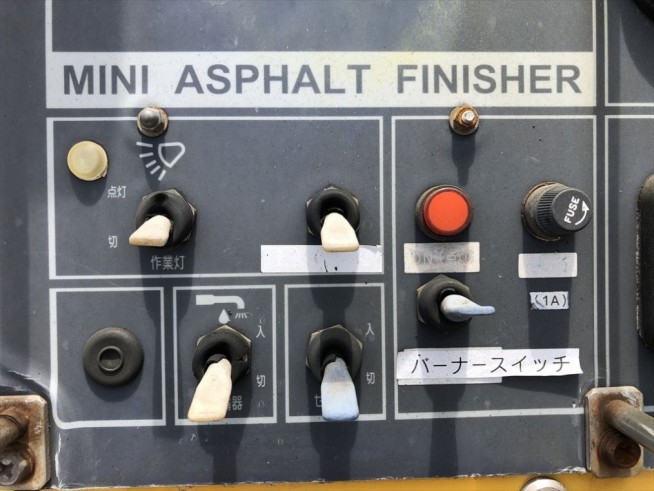 MINI ASPHALT FINISHER
点灯
切
作業灯
FUSE
(1A)
入
切
入
切
バーナースイッチ